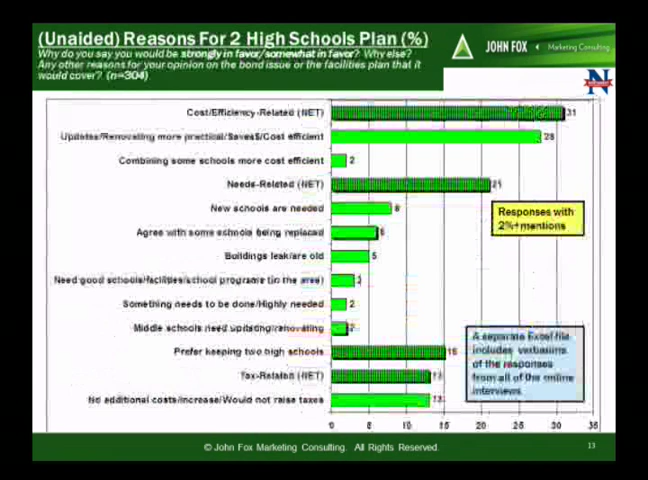 (Unaided) Reasons For 2 High Schools Plan (%)
Why do you say you would be strongly in favor/somewhat in favor? Why else?
Any other reasons for your opinion on the bond issue or the facilities plan that it
would cover? (n=304)
JOHN FOX Marketing Consulting
N
Cost/Efficiency-Related (NET) 31
Updates/Renovating more practical/Saves$/Cost efficient 28
Combining some schools more cost efficient 2
Needs-Related (NET) 21
New schools are needed 8
Agree with some schools being replaced 6
Buildings leak/are old 5
Need good schools/facilities/school programs (in the area) 3
Something needs to be done/Highly needed 2
Middle schools need updating/renovating 2
Prefer keeping two high schools 15
Tax-Related (NET) 13
No additional costs/increase/Would not raise taxes 13
Responses with
2%+mentions
A separate Excel file
includes verbatims
of the responses
from all of the online
interviews
0 5 10 15 20 25 30 35
© John Fox Marketing Consulting. All Rights Reserved.
13